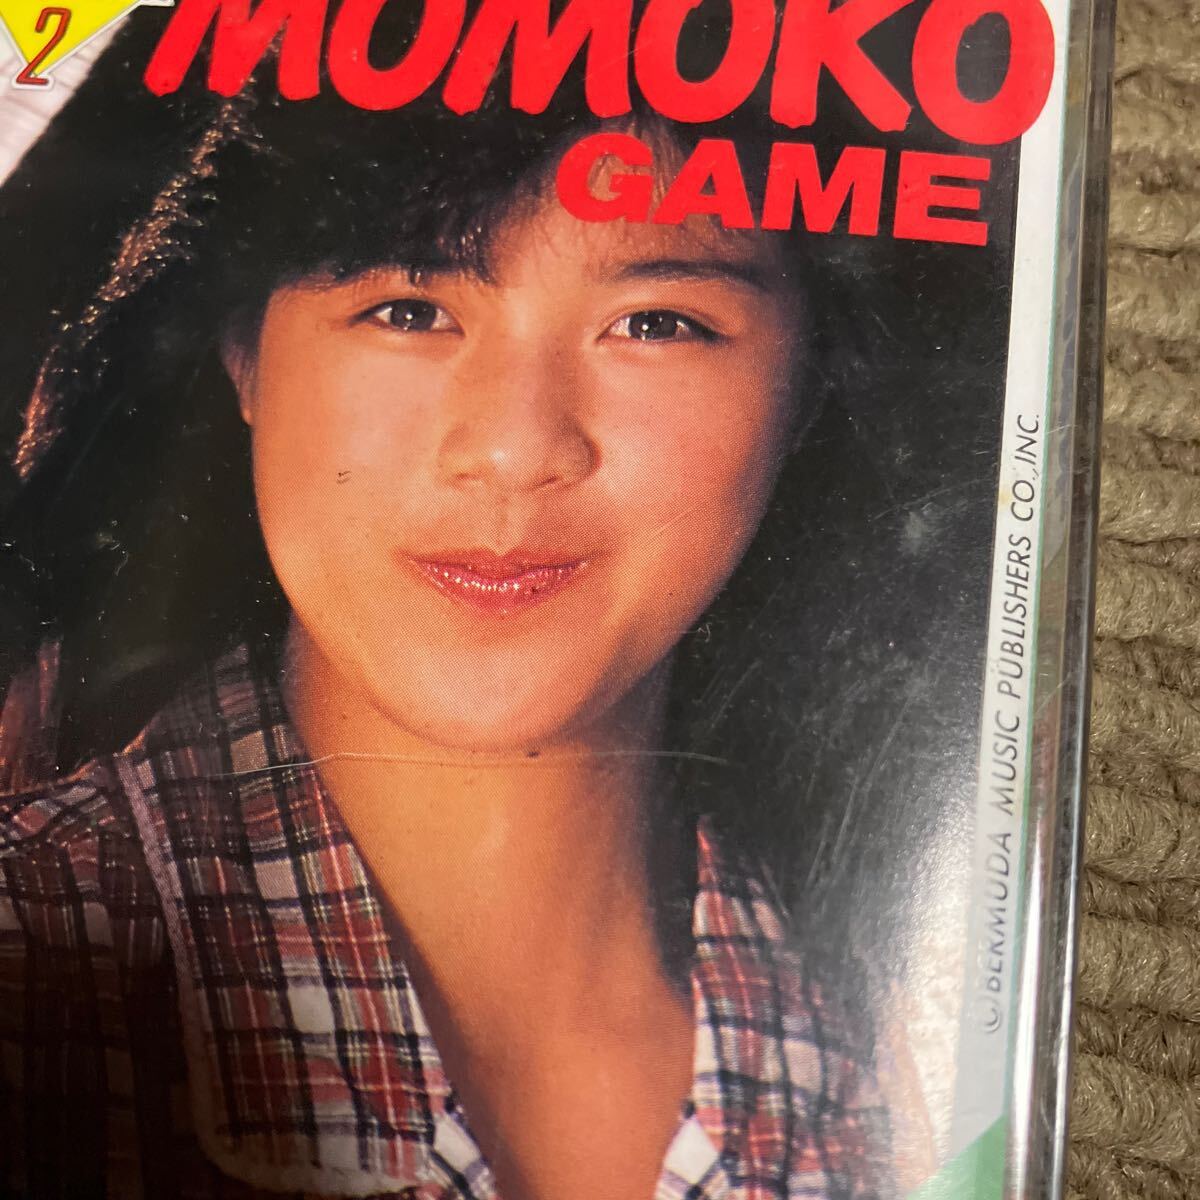 2
MOMOKO
GAME
©BERMUDA MUSIC PUBLISHERS CO., INC.